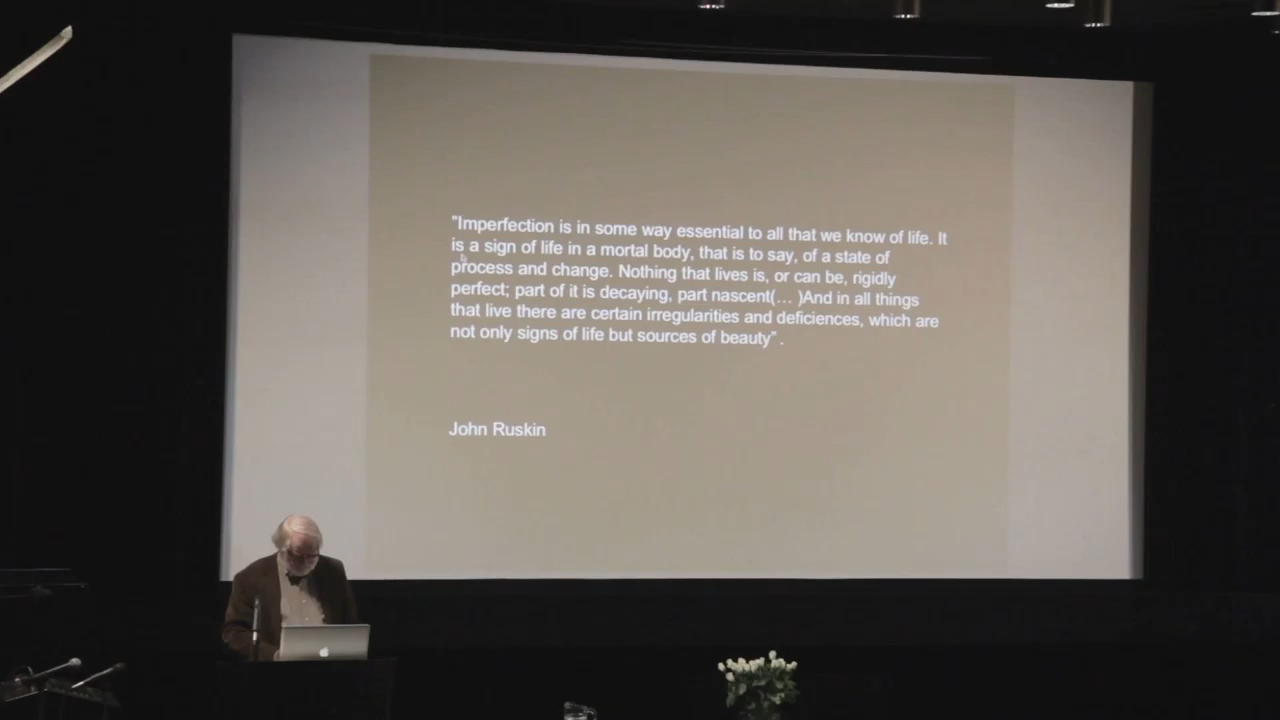 "Imperfection is in some way essential to all that we know of life. It
is a sign of life in a mortal body, that is to say, of a state of
process and change. Nothing that lives is, or can be, rigidly
perfect; part of it is decaying, part nascent(... )And in all things
that live there are certain irregularities and deficiences, which are
not only signs of life but sources of beauty" .
John Ruskin